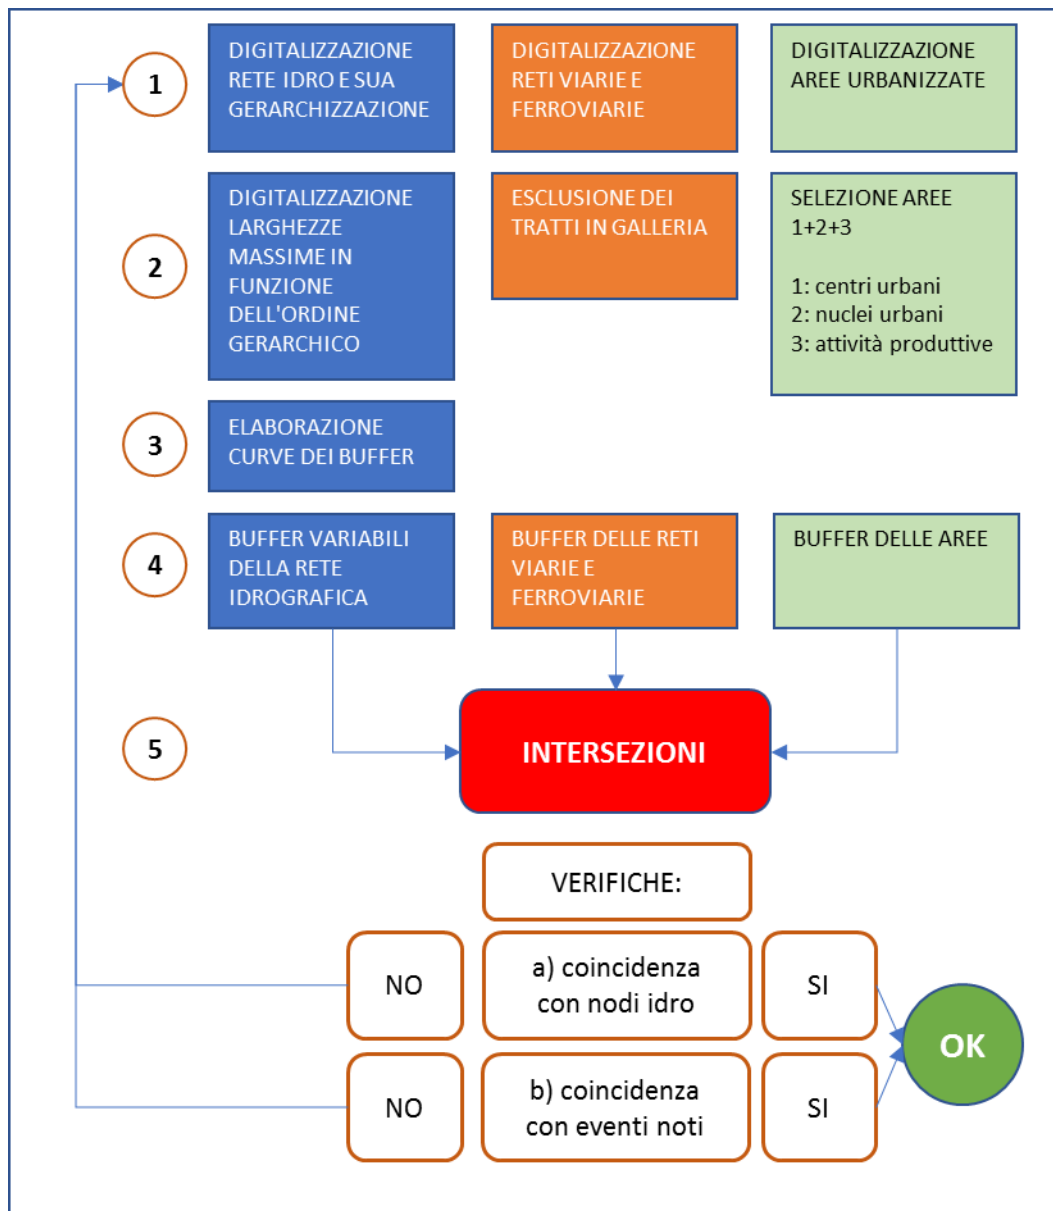 1
DIGITALIZZAZIONE
RETE IDRO E SUA
GERARCHIZZAZIONE
DIGITALIZZAZIONE
RETI VIARIE E
FERROVIARIE
DIGITALIZZAZIONE
AREE URBANIZZATE
2
DIGITALIZZAZIONE
LARGHEZZE
MASSIME IN
FUNZIONE
DELL'ORDINE
GERARCHICO
ESCLUSIONE DEI
TRATTI IN GALLERIA
SELEZIONE AREE
1+2+3
1: centri urbani
2: nuclei urbani
3: attività produttive
3
ELABORAZIONE
CURVE DEI BUFFER
4
BUFFER VARIABILI
DELLA RETE
IDROGRAFICA
BUFFER DELLE RETI
VIARIE E
FERROVIARIE
BUFFER DELLE AREE
5
INTERSEZIONI
VERIFICHE:
NO
a) coincidenza
con nodi idro
SI
OK
NO
b) coincidenza
con eventi noti
SI